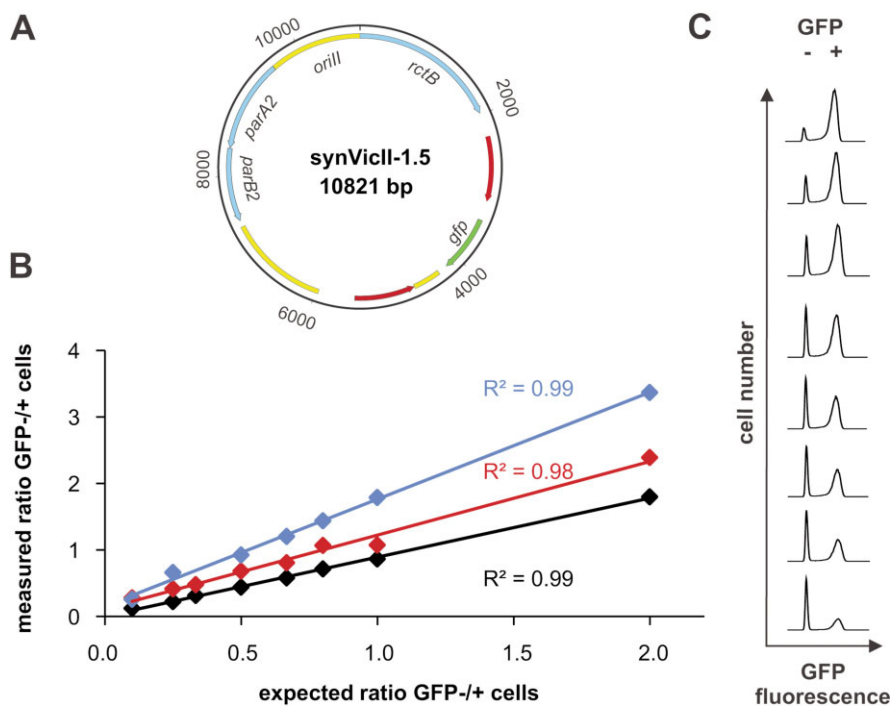 A
10000
oriII
rctB
2000
parA2
8000
synVicII-1.5
10821 bp
parB2
gfp
4000
6000
B
4
3
2
1
0
measured ratio GFP-/+ cells
R² = 0.99
R² = 0.98
R² = 0.99
0.0 0.5 1.0 1.5 2.0
expected ratio GFP-/+ cells
C
GFP
- +
cell number
GFP
fluorescence